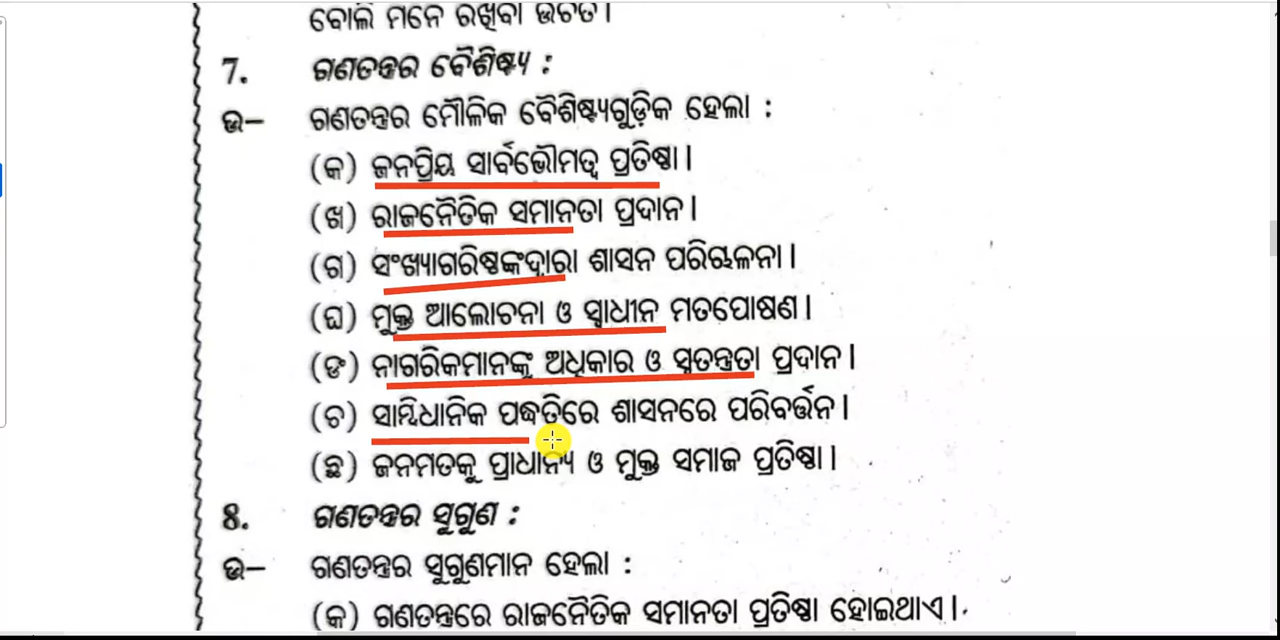 ବୋଲି ମନେ ରଖିବା ଉଚିତ।
7. ଗଣତନ୍ତ୍ରର ବୈଶିଷ୍ଟ୍ୟ :
ଉ– ଗଣତନ୍ତ୍ରର ମୌଳିକ ବୈଶିଷ୍ଟ୍ୟଗୁଡ଼ିକ ହେଲା :
(କ) ଜନପ୍ରିୟ ସାର୍ବଭୌମତ୍ୱ ପ୍ରତିଷ୍ଠା।
(ଖ) ରାଜନୈତିକ ସମାନତା ପ୍ରଦାନ।
(ଗ) ସଂଖ୍ୟାଗରିଷ୍ଠଙ୍କଦ୍ୱାରା ଶାସନ ପରିଚାଳନା।
(ଘ) ମୁକ୍ତ ଆଲୋଚନା ଓ ସ୍ୱାଧୀନ ମତପୋଷଣ।
(ଙ) ନାଗରିକମାନଙ୍କୁ ଅଧିକାର ଓ ସ୍ୱତନ୍ତ୍ରତା ପ୍ରଦାନ।
(ଚ) ସାମ୍ବିଧାନିକ ପଦ୍ଧତିରେ ଶାସନରେ ପରିବର୍ତ୍ତନ।
(ଛ) ଜନମତକୁ ପ୍ରାଧାନ୍ୟ ଓ ମୁକ୍ତ ସମାଜ ପ୍ରତିଷ୍ଠା।
8. ଗଣତନ୍ତ୍ରର ସୁଗୁଣ :
ଉ– ଗଣତନ୍ତ୍ରର ସୁଗୁଣମାନ ହେଲା :
(କ) ଗଣତନ୍ତ୍ରରେ ରାଜନୈତିକ ସମାନତା ପ୍ରତିଷ୍ଠା ହୋଇଥାଏ।